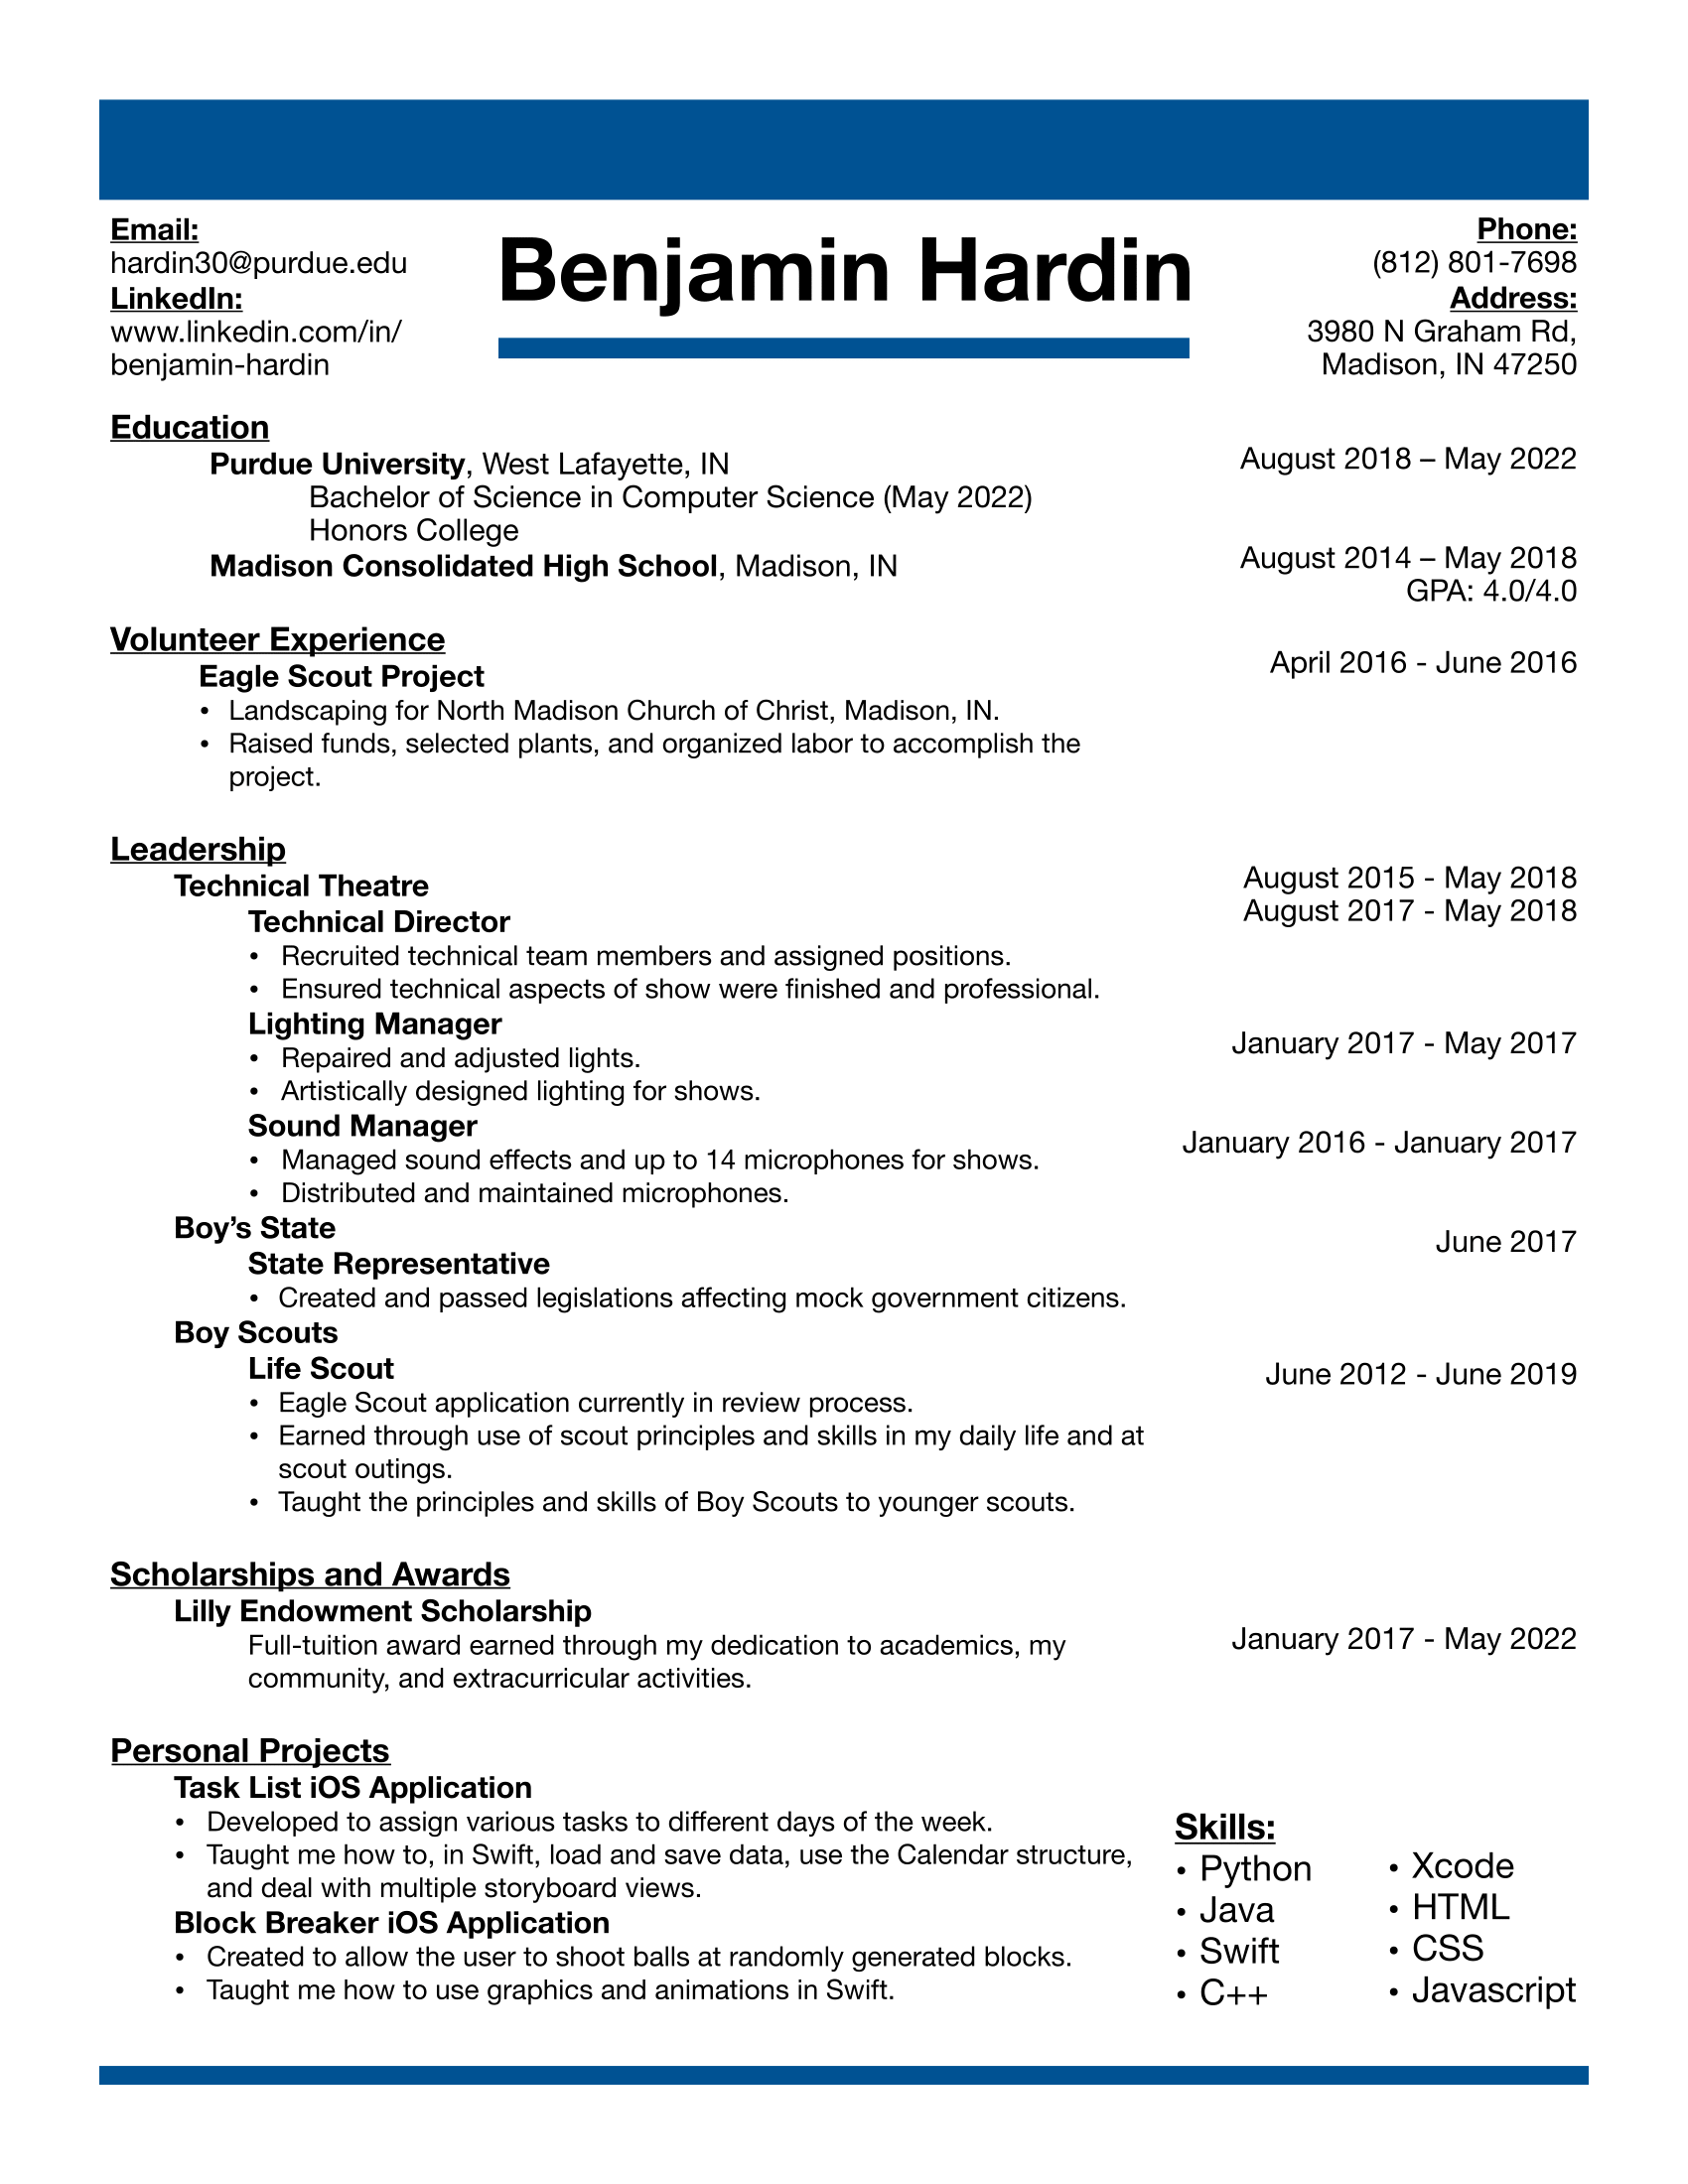 Email:
hardin30@purdue.edu
LinkedIn:
www.linkedin.com/in/
benjamin-hardin
Benjamin Hardin
Phone:
(812) 801-7698
Address:
3980 N Graham Rd,
Madison, IN 47250
Education
Purdue University, West Lafayette, IN
August 2018 – May 2022
Bachelor of Science in Computer Science (May 2022)
Honors College
Madison Consolidated High School, Madison, IN
August 2014 – May 2018
GPA: 4.0/4.0
Volunteer Experience
Eagle Scout Project
April 2016 - June 2016
• Landscaping for North Madison Church of Christ, Madison, IN.
• Raised funds, selected plants, and organized labor to accomplish the
project.
Leadership
Technical Theatre
August 2015 - May 2018
Technical Director
August 2017 - May 2018
• Recruited technical team members and assigned positions.
• Ensured technical aspects of show were finished and professional.
Lighting Manager
January 2017 - May 2017
• Repaired and adjusted lights.
• Artistically designed lighting for shows.
Sound Manager
January 2016 - January 2017
• Managed sound effects and up to 14 microphones for shows.
• Distributed and maintained microphones.
Boy’s State
June 2017
State Representative
• Created and passed legislations affecting mock government citizens.
Boy Scouts
Life Scout
June 2012 - June 2019
• Eagle Scout application currently in review process.
• Earned through use of scout principles and skills in my daily life and at
scout outings.
• Taught the principles and skills of Boy Scouts to younger scouts.
Scholarships and Awards
Lilly Endowment Scholarship
January 2017 - May 2022
Full-tuition award earned through my dedication to academics, my
community, and extracurricular activities.
Personal Projects
Task List iOS Application
• Developed to assign various tasks to different days of the week.
• Taught me how to, in Swift, load and save data, use the Calendar structure,
and deal with multiple storyboard views.
Block Breaker iOS Application
• Created to allow the user to shoot balls at randomly generated blocks.
• Taught me how to use graphics and animations in Swift.
Skills:
• Python
• Java
• Swift
• C++
• Xcode
• HTML
• CSS
• Javascript